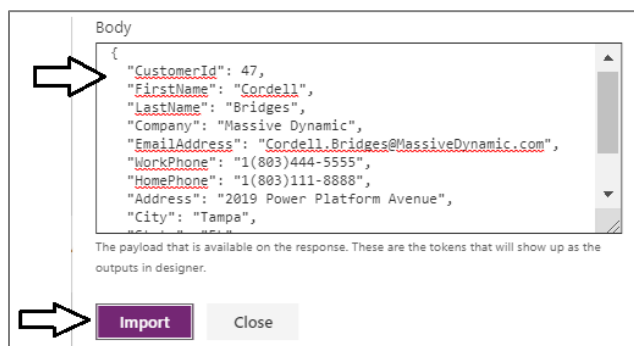 Body
{
"CustomerId": 47,
"FirstName": "Cordell",
"LastName": "Bridges",
"Company": "Massive Dynamic",
"EmailAddress": "Cordell.Bridges@MassiveDynamic.com",
"WorkPhone": "1(803)444-5555",
"HomePhone": "1(803)111-8888",
"Address": "2019 Power Platform Avenue",
"City": "Tampa",
The payload that is available on the response. These are the tokens that will show up as the
outputs in designer.
Import Close